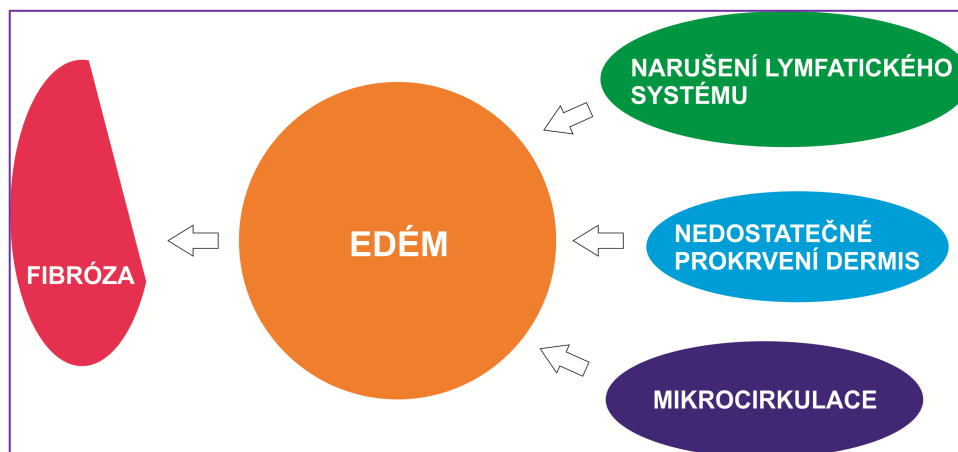 NARUŠENÍ LYMFATICKÉHO
SYSTÉMU
FIBRÓZA
EDÉM
NEDOSTATEČNÉ
PROKRVENÍ DERMIS
MIKROCIRKULACE